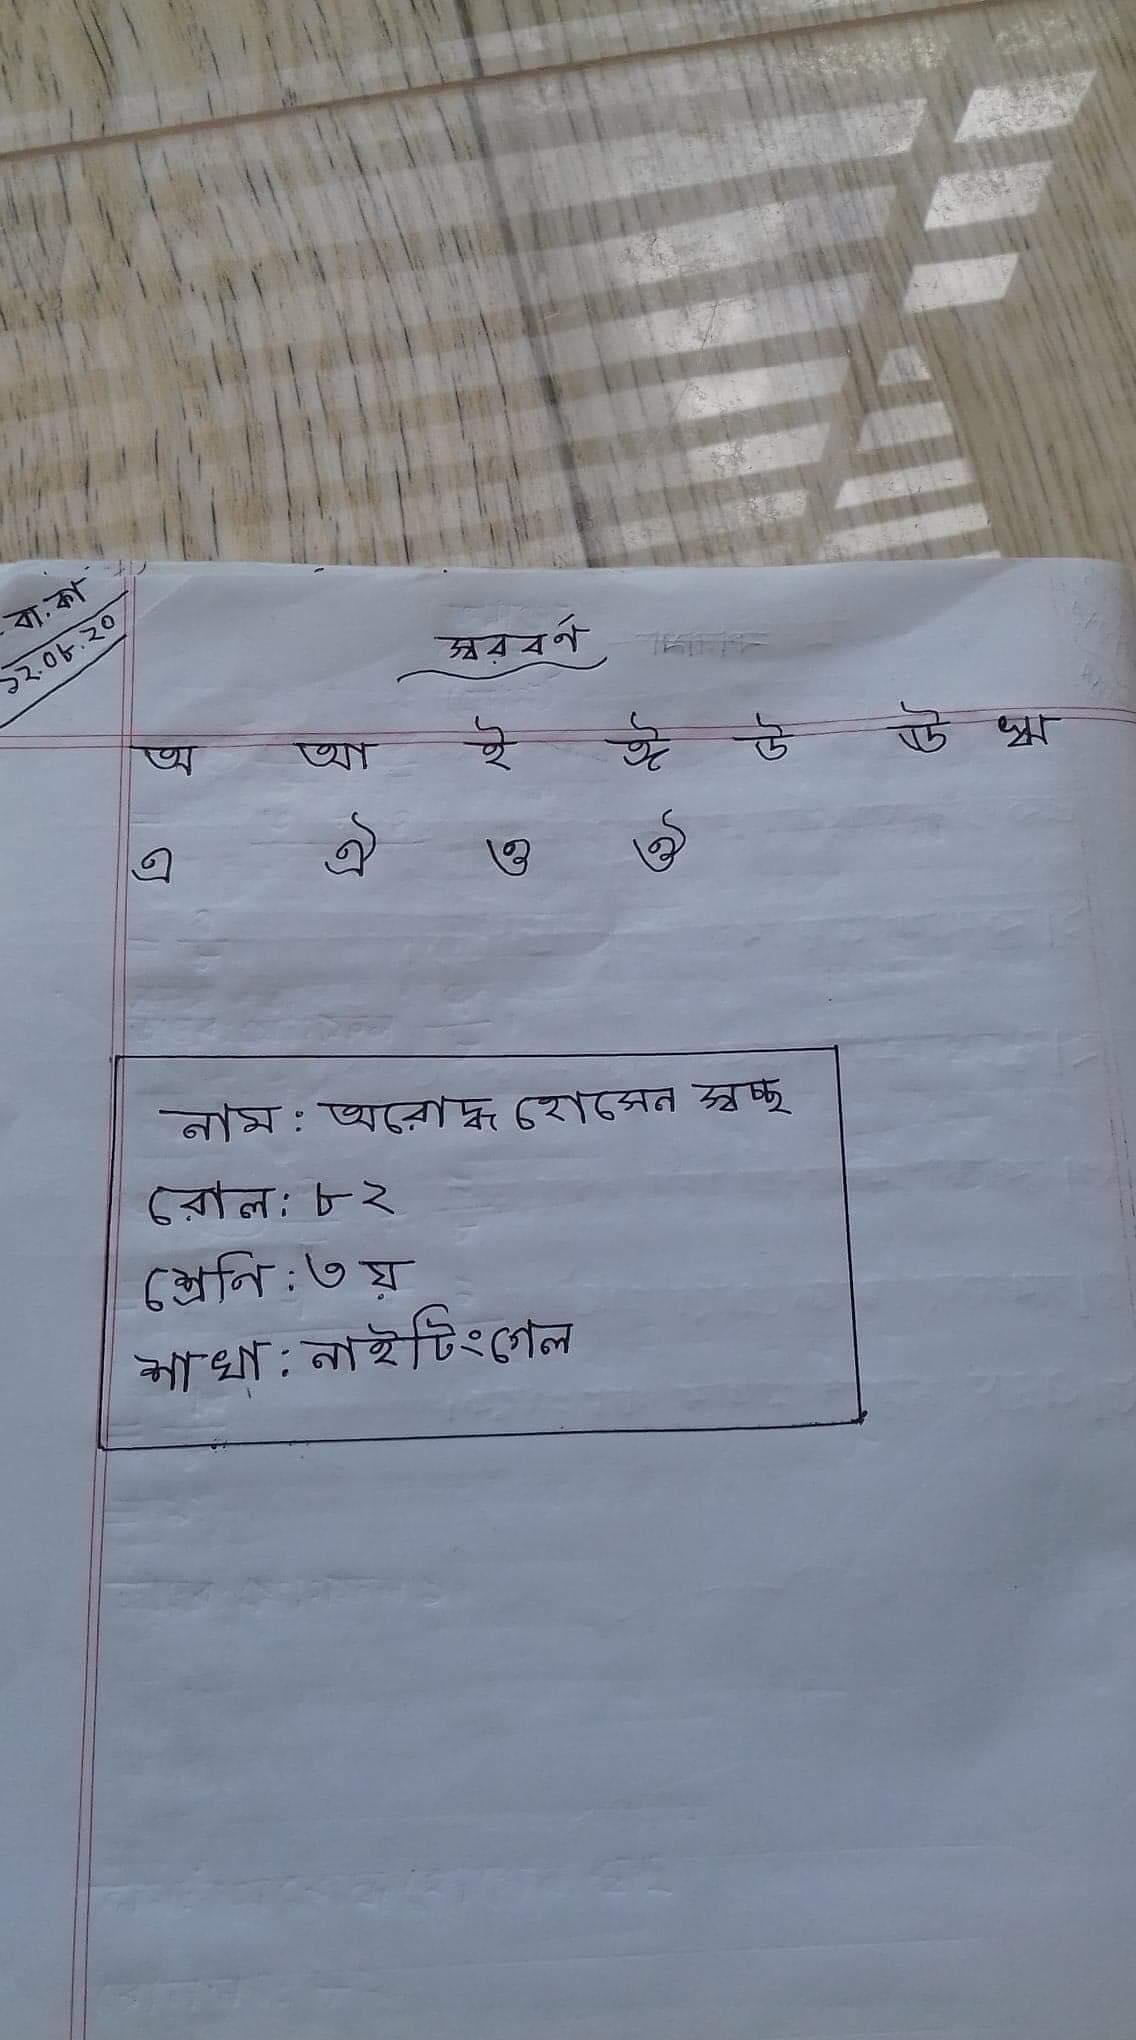 বা.কা
১২.০৮.২০
স্বরবর্ণ
অ আ ই ঈ উ ঊ ঋ
এ ঐ ও ঔ
নাম: অরোদ্ধ হোসেন স্বচ্ছ
রোল: ৮২
শ্রেনি: ৩য়
শাখা: নাইটিংগেল